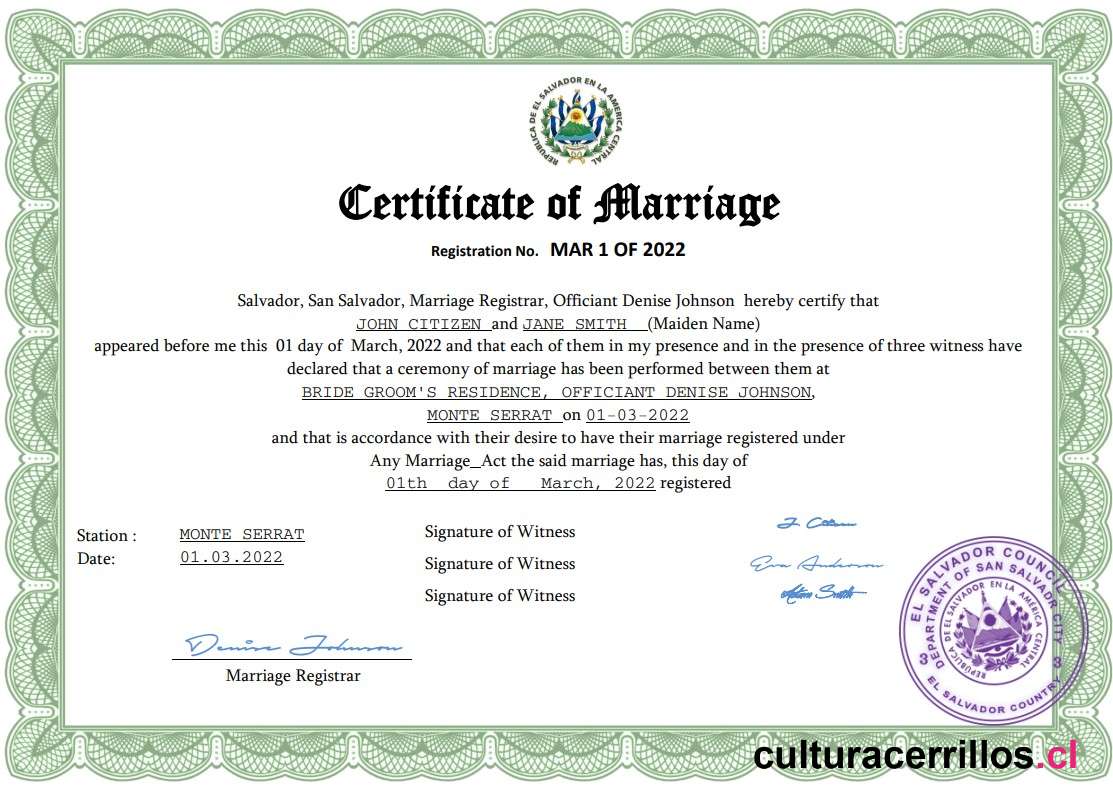 REPUBLICA DE EL SALVADOR EN LA AMERICA CENTRAL
Certificate of Marriage
Registration No. MAR 1 OF 2022
Salvador, San Salvador, Marriage Registrar, Officiant Denise Johnson hereby certify that
JOHN CITIZEN and JANE SMITH (Maiden Name)
appeared before me this 01 day of March, 2022 and that each of them in my presence and in the presence of three witness have
declared that a ceremony of marriage has been performed between them at
BRIDE GROOM'S RESIDENCE, OFFICIANT DENISE JOHNSON,
MONTE SERRAT on 01-03-2022
and that is accordance with their desire to have their marriage registered under
Any Marriage_Act the said marriage has, this day of
01th day of March, 2022 registered
Station : MONTE SERRAT
Date: 01.03.2022
Signature of Witness
Signature of Witness Eva Anderson
Signature of Witness Smith
Denise Johnson
Marriage Registrar
EL SALVADOR COUNCIL
DEPARTMENT OF SAN SALVADR CITY
REPÚBLICA DE EL SALVADOR EN LA AMÉRICA CENTRAL
3 3
EL SALVADOR COUNTRY
culturacerrillos.cl